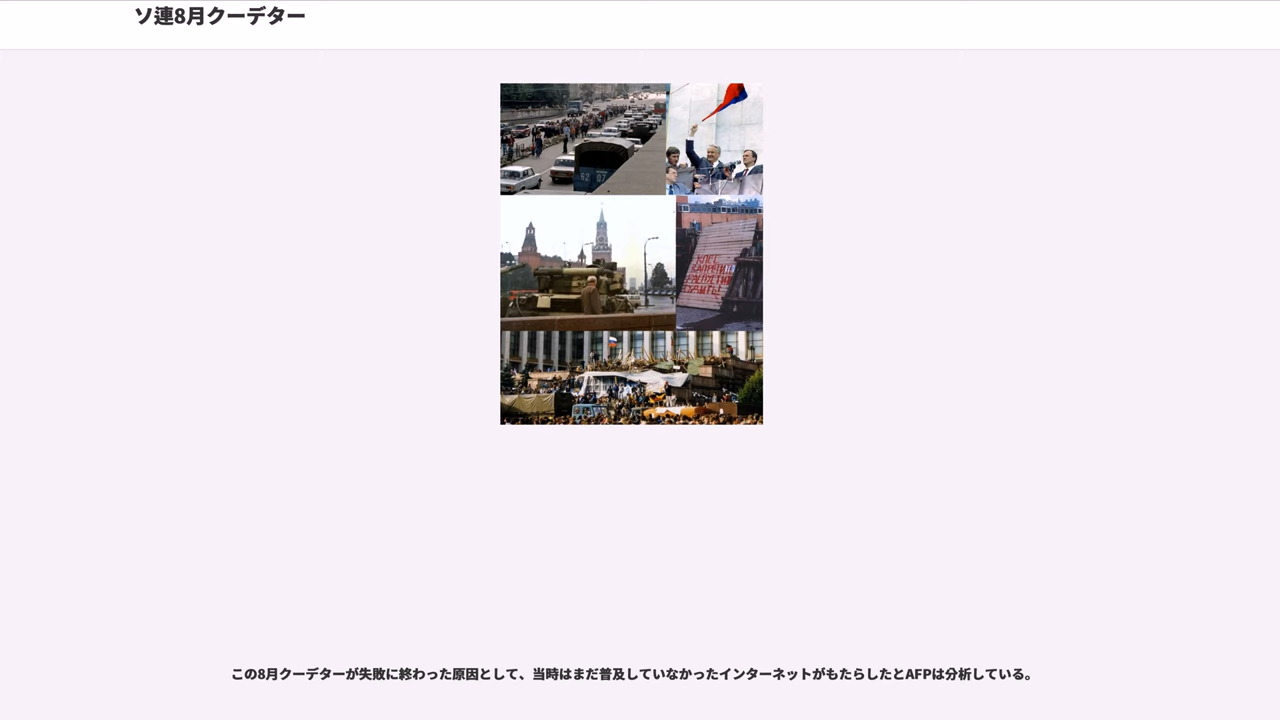 ソ連8月クーデター
この8月クーデターが失敗に終わった原因として、当時はまだ普及していなかったインターネットがもたらしたとAFPは分析している。